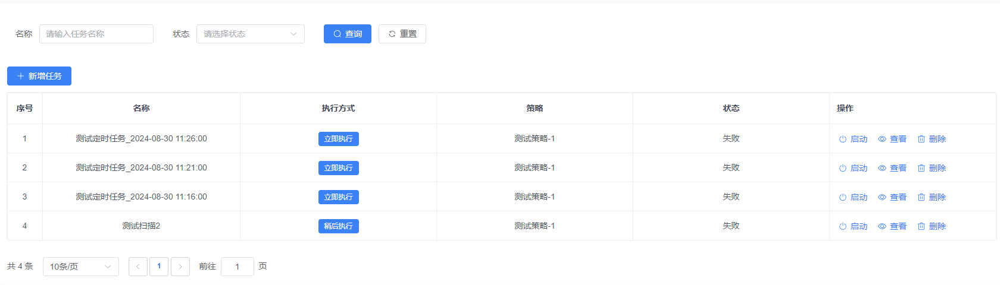 名称 请输入任务名称 状态 请选择状态 查询 重置
新增任务
序号 名称 执行方式 策略 状态 操作
1 测试定时任务_2024-08-30 11:26:00 立即执行 测试策略-1 失败 启动 查看 删除
2 测试定时任务_2024-08-30 11:21:00 立即执行 测试策略-1 失败 启动 查看 删除
3 测试定时任务_2024-08-30 11:16:00 立即执行 测试策略-1 失败 启动 查看 删除
4 测试扫描2 稍后执行 测试策略-1 失败 启动 查看 删除
共 4 条 10条/页 1 前往 1 页